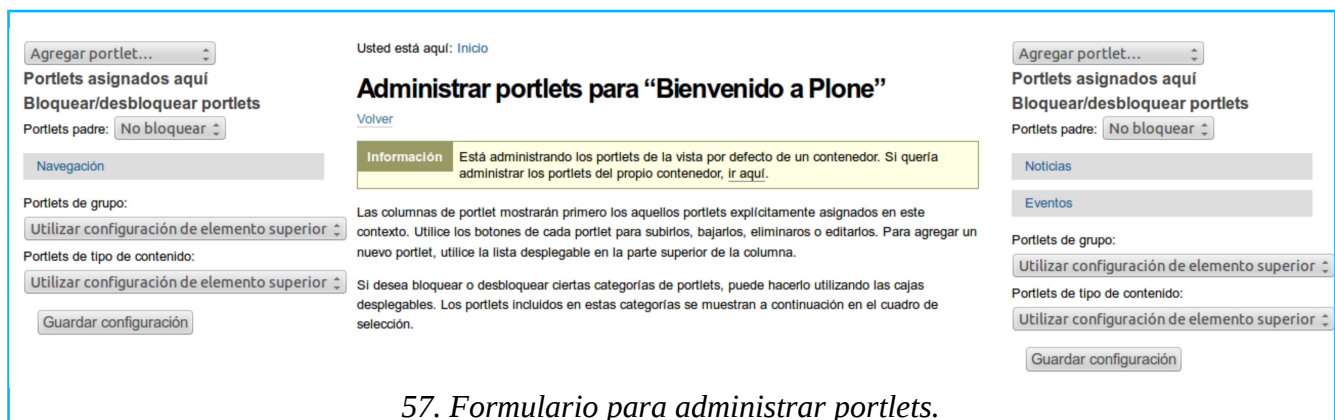 Agregar portlet...
Portlets asignados aquí
Bloquear/desbloquear portlets
Portlets padre: No bloquear
Navegación
Portlets de grupo:
Utilizar configuración de elemento superior
Portlets de tipo de contenido:
Utilizar configuración de elemento superior
Guardar configuración
Usted está aquí: Inicio
Administrar portlets para “Bienvenido a Plone”
Volver
Información Está administrando los portlets de la vista por defecto de un contenedor. Si quería
administrar los portlets del propio contenedor, ir aquí.
Las columnas de portlet mostrarán primero los aquellos portlets explícitamente asignados en este
contexto. Utilice los botones de cada portlet para subirlos, bajarlos, eliminaros o editarlos. Para agregar un
nuevo portlet, utilice la lista desplegable en la parte superior de la columna.
Si desea bloquear o desbloquear ciertas categorías de portlets, puede hacerlo utilizando las cajas
desplegables. Los portlets incluidos en estas categorías se muestran a continuación en el cuadro de
selección.
Agregar portlet...
Portlets asignados aquí
Bloquear/desbloquear portlets
Portlets padre: No bloquear
Noticias
Eventos
Portlets de grupo:
Utilizar configuración de elemento superior
Portlets de tipo de contenido:
Utilizar configuración de elemento superior
Guardar configuración
57. Formulario para administrar portlets.